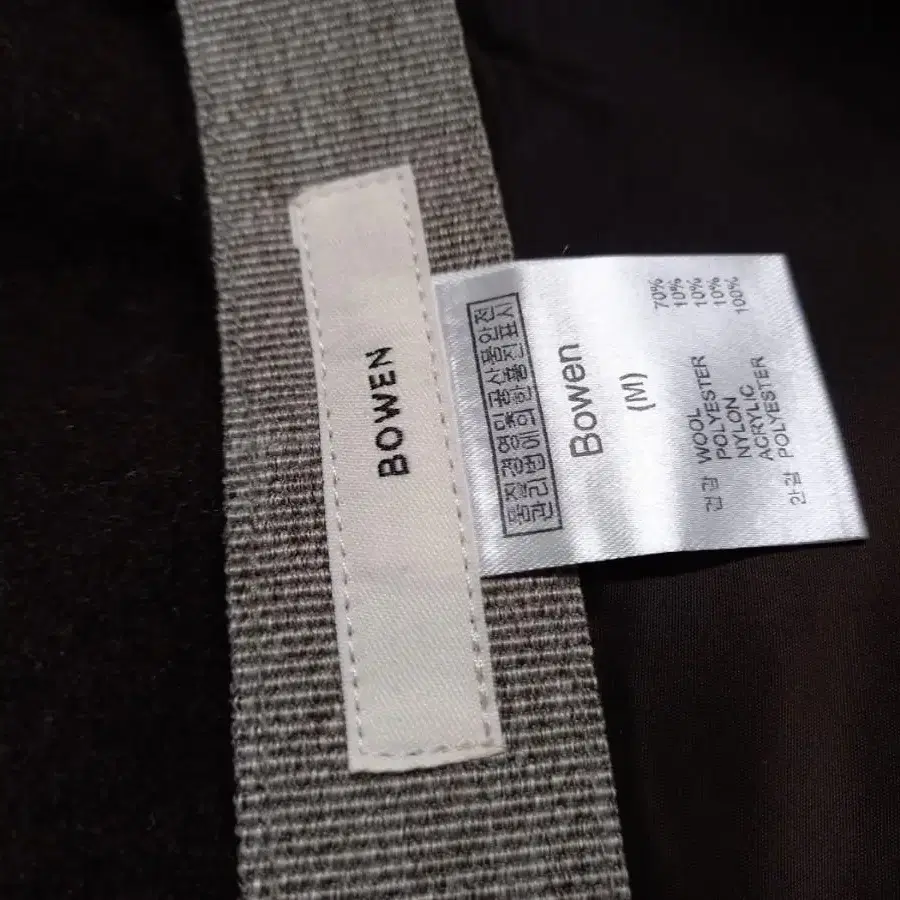 BOWEN
품질경영 및 공산품안전
관리법에 의한 품질표시
Bowen
(M)
겉감 WOOL 70%
POLYESTER 10%
NYLON 10%
ACRYLIC 10%
안감 POLYESTER 100%